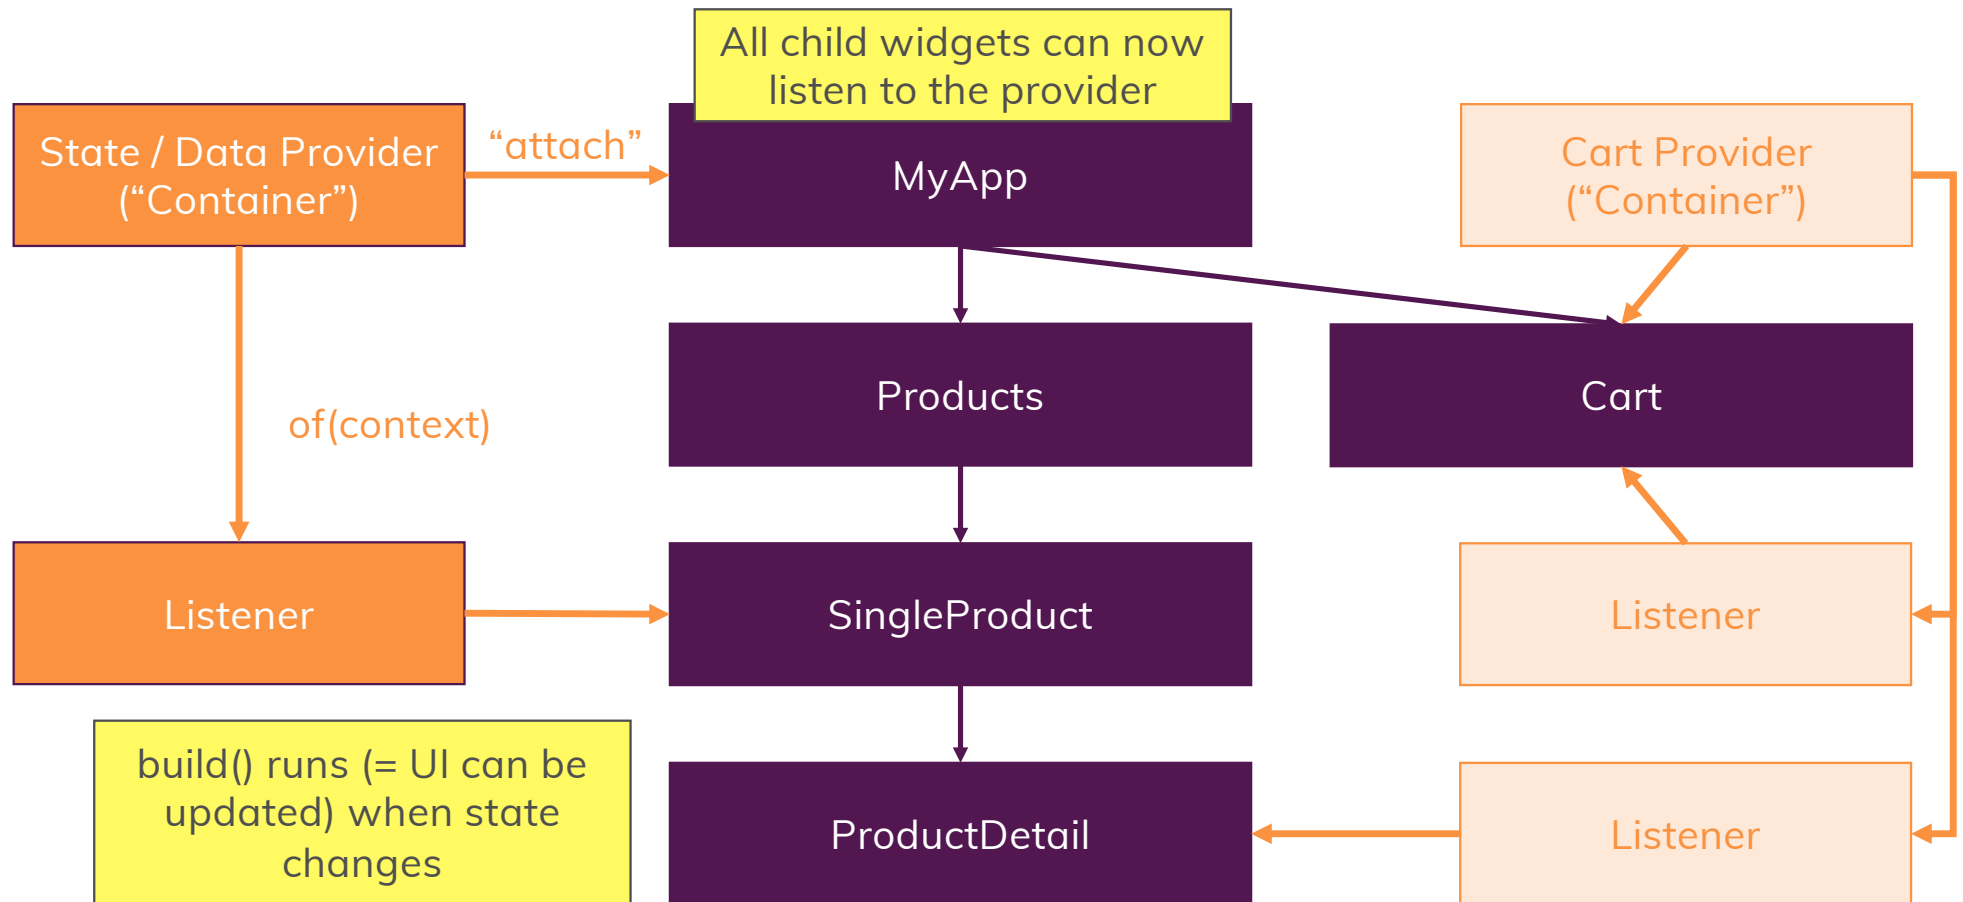 All child widgets can now
listen to the provider
State / Data Provider
(“Container”)
“attach”
MyApp
Cart Provider
(“Container”)
Products
Cart
of(context)
Listener
SingleProduct
Listener
build() runs (= UI can be
updated) when state
changes
ProductDetail
Listener